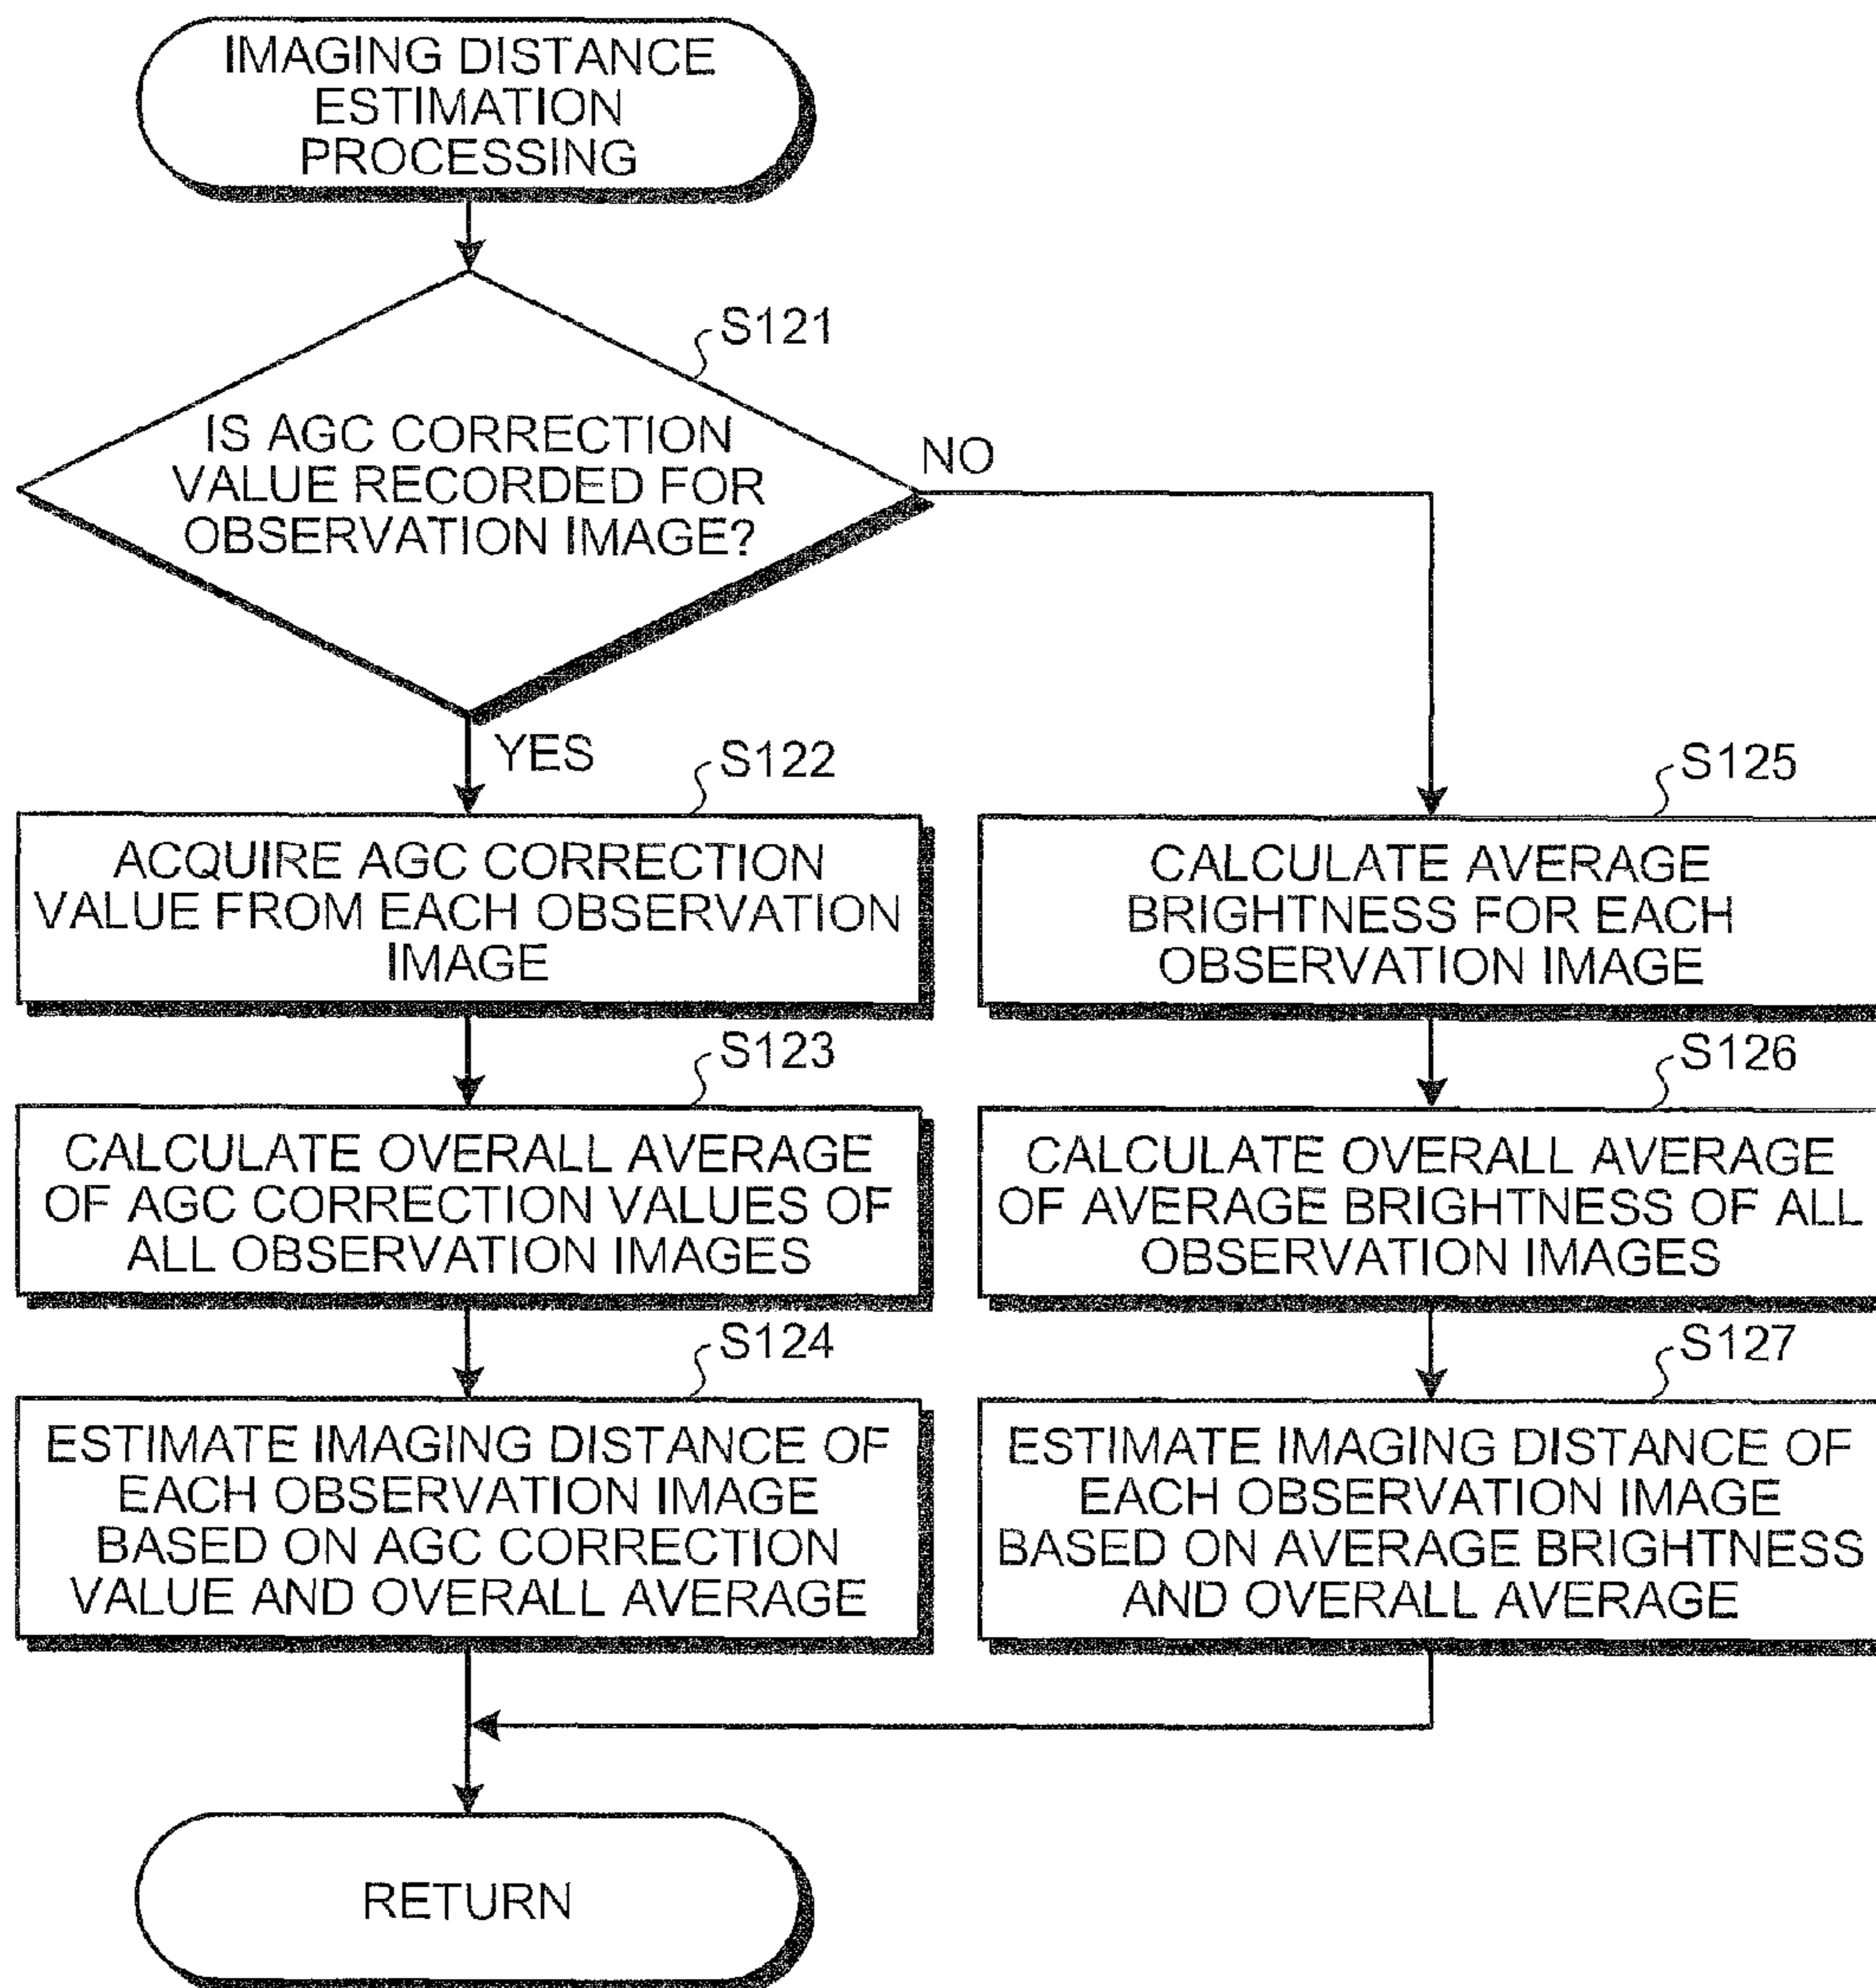 IMAGING DISTANCE
ESTIMATION
PROCESSING
S121
IS AGC CORRECTION
VALUE RECORDED FOR
OBSERVATION IMAGE?
NO
YES
S122
ACQUIRE AGC CORRECTION
VALUE FROM EACH OBSERVATION
IMAGE
S123
CALCULATE OVERALL AVERAGE
OF AGC CORRECTION VALUES OF
ALL OBSERVATION IMAGES
S124
ESTIMATE IMAGING DISTANCE OF
EACH OBSERVATION IMAGE
BASED ON AGC CORRECTION
VALUE AND OVERALL AVERAGE
S125
CALCULATE AVERAGE
BRIGHTNESS FOR EACH
OBSERVATION IMAGE
S126
CALCULATE OVERALL AVERAGE
OF AVERAGE BRIGHTNESS OF ALL
OBSERVATION IMAGES
S127
ESTIMATE IMAGING DISTANCE OF
EACH OBSERVATION IMAGE
BASED ON AVERAGE BRIGHTNESS
AND OVERALL AVERAGE
RETURN